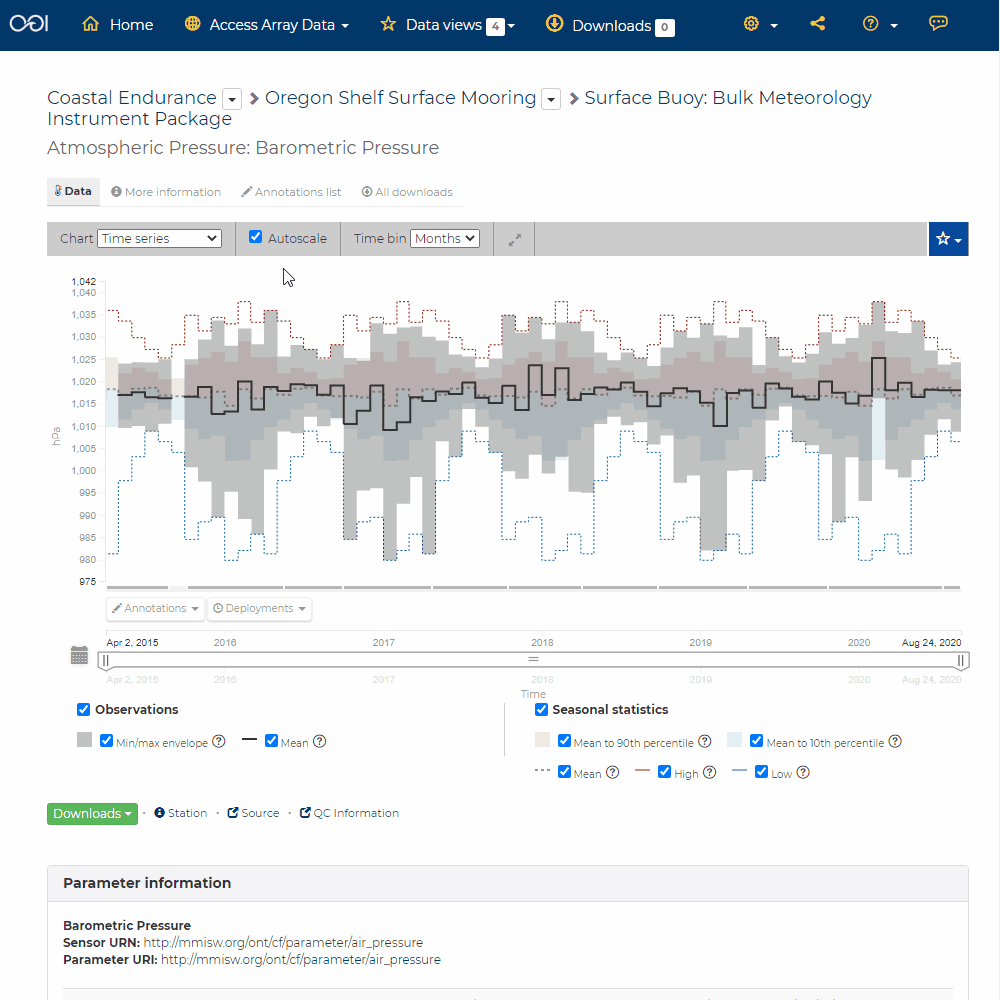 OOI Home Access Array Data Data views 4 Downloads 0
Coastal Endurance Oregon Shelf Surface Mooring Surface Buoy: Bulk Meteorology
Instrument Package
Atmospheric Pressure: Barometric Pressure
Data More information Annotations list All downloads
Chart Time series Autoscale Time bin Months
1,042
1,040
1,035
1,030
1,025
1,020
1,015
1,010
1,005
1,000
995
990
985
980
975
hPa
Annotations Deployments
Apr 2, 2015 2016 2017 2018 2019 2020 Aug 24, 2020
Apr 2, 2015 2016 2017 2018 2019 2020 Aug 24, 2020
Time
Observations Seasonal statistics
Min/max envelope Mean Mean to 90th percentile Mean to 10th percentile
Mean High Low
Downloads · Station · Source · QC Information
Parameter information
Barometric Pressure
Sensor URN: http://mmisw.org/ont/cf/parameter/air_pressure
Parameter URI: http://mmisw.org/ont/cf/parameter/air_pressure